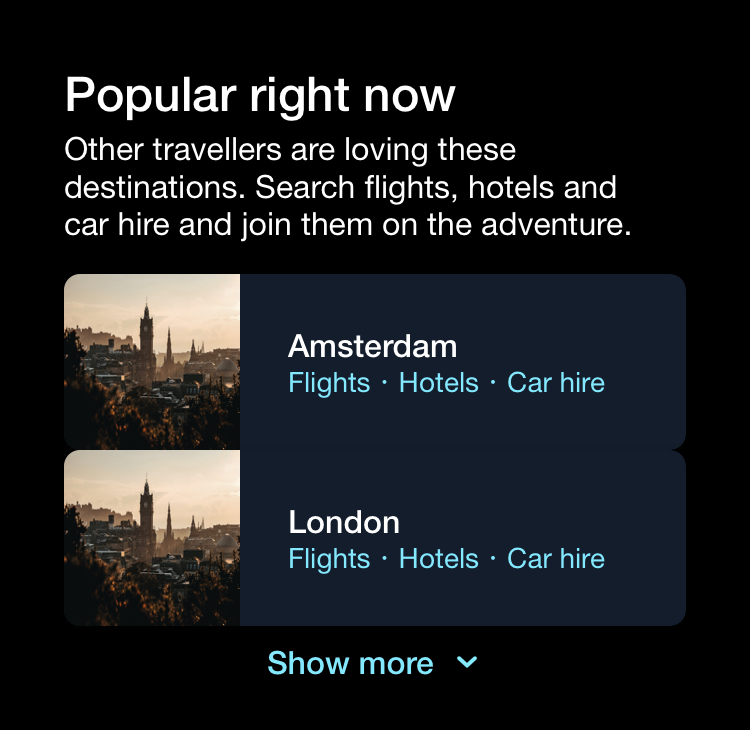 Popular right now
Other travellers are loving these
destinations. Search flights, hotels and
car hire and join them on the adventure.
Amsterdam
Flights · Hotels · Car hire
London
Flights · Hotels · Car hire
Show more